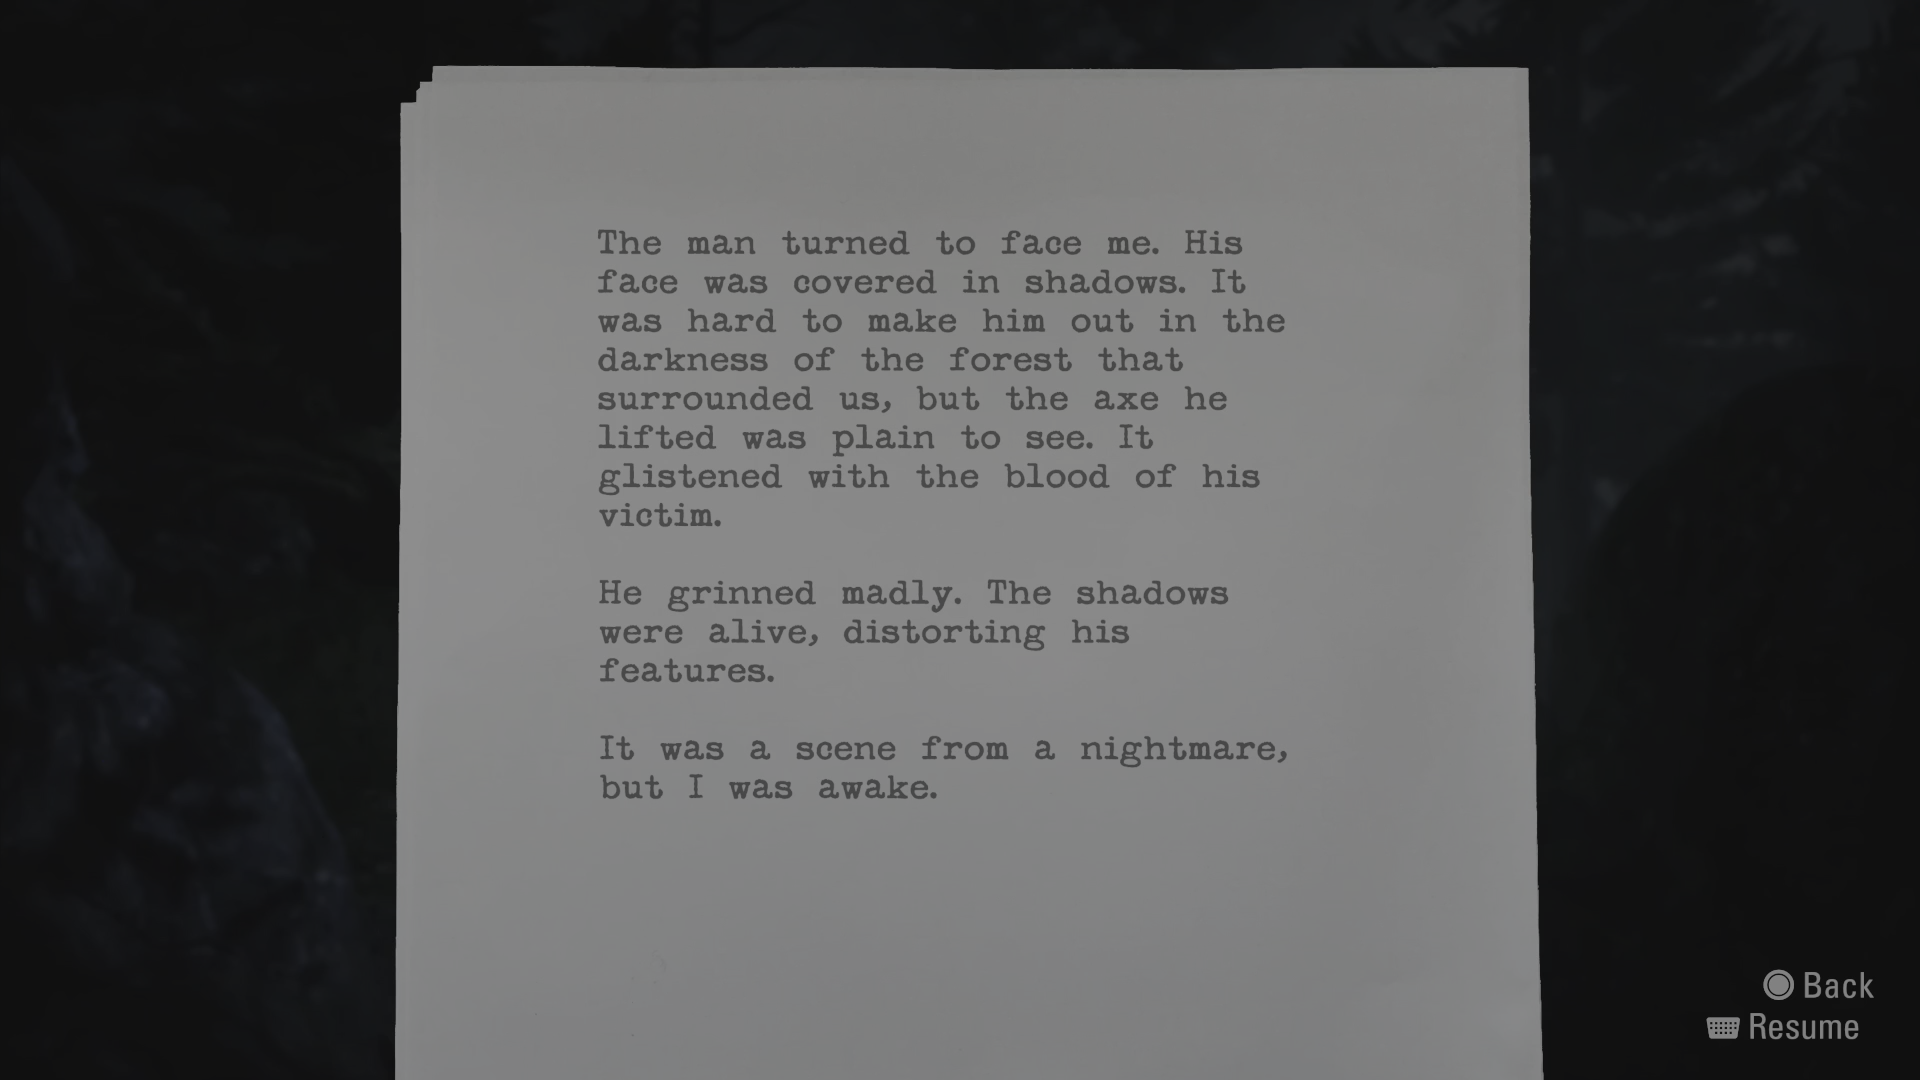 The man turned to face me. His
face was covered in shadows. It
was hard to make him out in the
darkness of the forest that
surrounded us, but the axe he
lifted was plain to see. It
glistened with the blood of his
victim.
He grinned madly. The shadows
were alive, distorting his
features.
It was a scene from a nightmare,
but I was awake.
Back
Resume